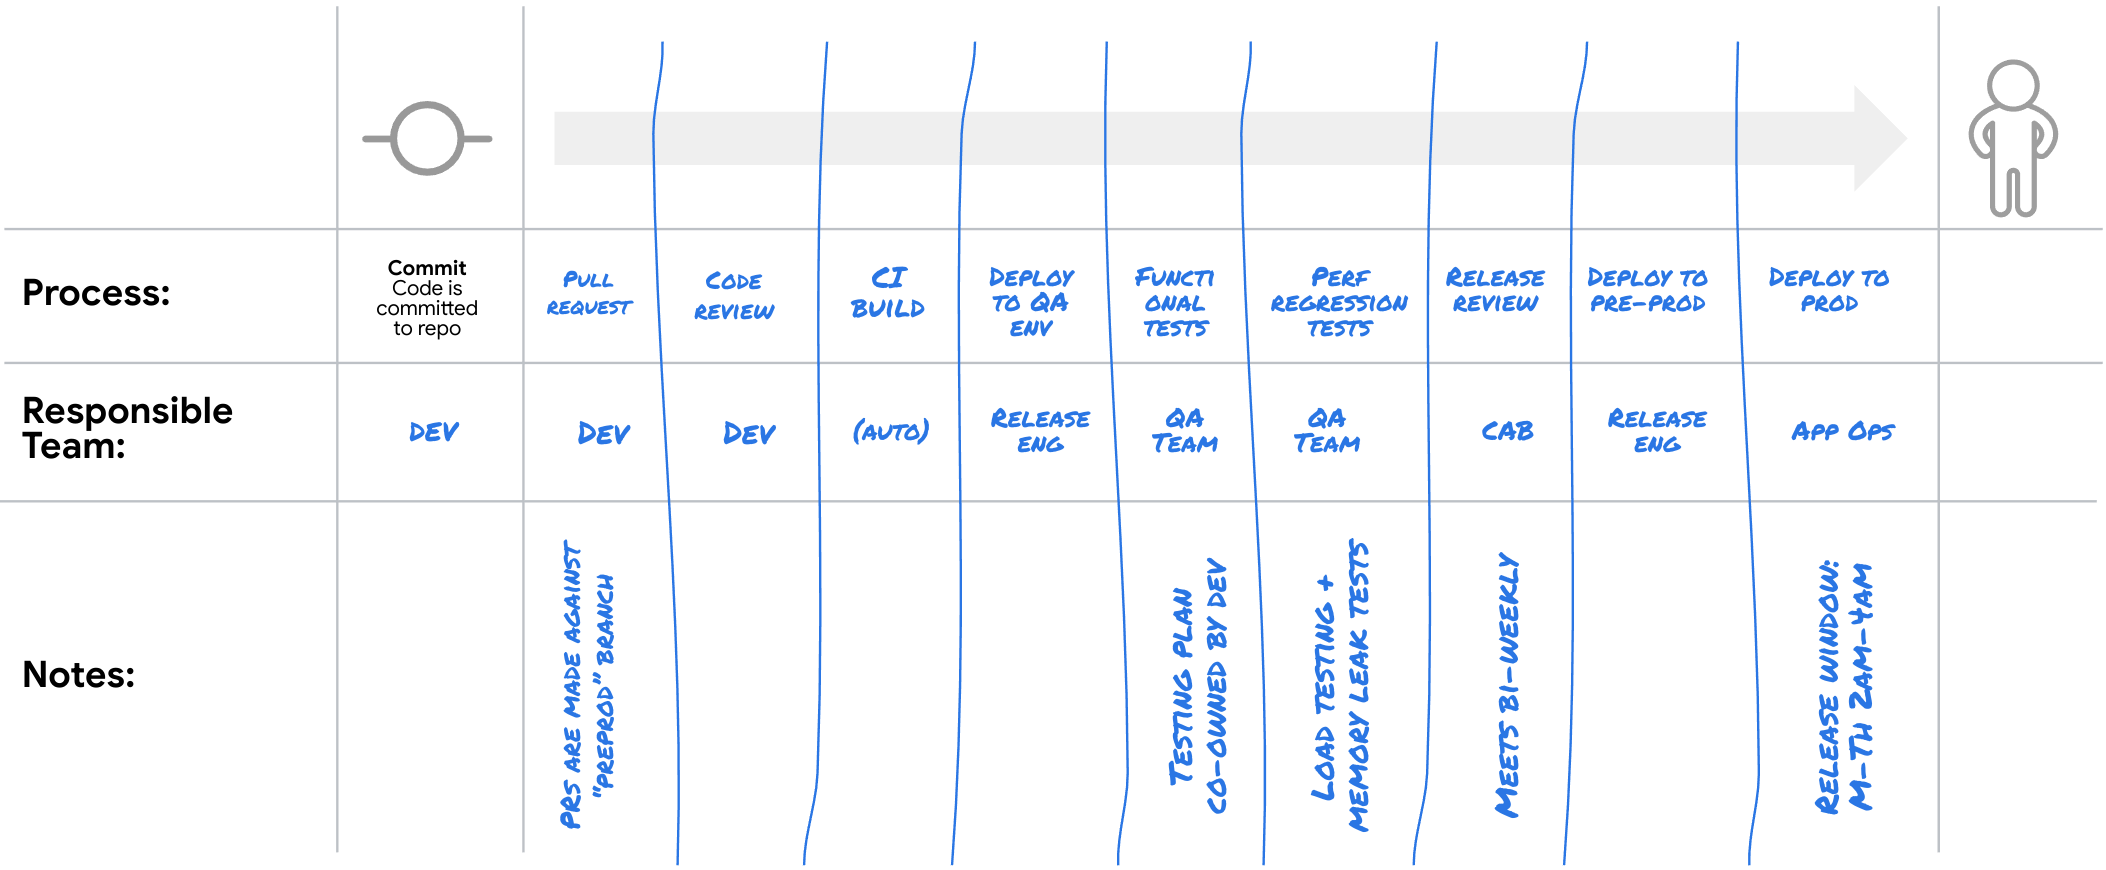 Process:
Commit
Code is
committed
to repo
PULL
REQUEST
CODE
REVIEW
CI
BUILD
DEPLOY
TO QA
ENV
FUNCTI
ONAL
TESTS
PERF
REGRESSION
TESTS
RELEASE
REVIEW
DEPLOY TO
PRE-PROD
DEPLOY TO
PROD
Responsible
Team:
DEV
DEV
DEV
(AUTO)
RELEASE
ENG
QA
TEAM
QA
TEAM
CAB
RELEASE
ENG
APP OPS
Notes:
PRS ARE MADE AGAINST
"PREPROD" BRANCH
TESTING PLAN
CO-OWNED BY DEV
LOAD TESTING +
MEMORY LEAK TESTS
MEETS BI-WEEKLY
RELEASE WINDOW:
M-TH 2AM-4AM